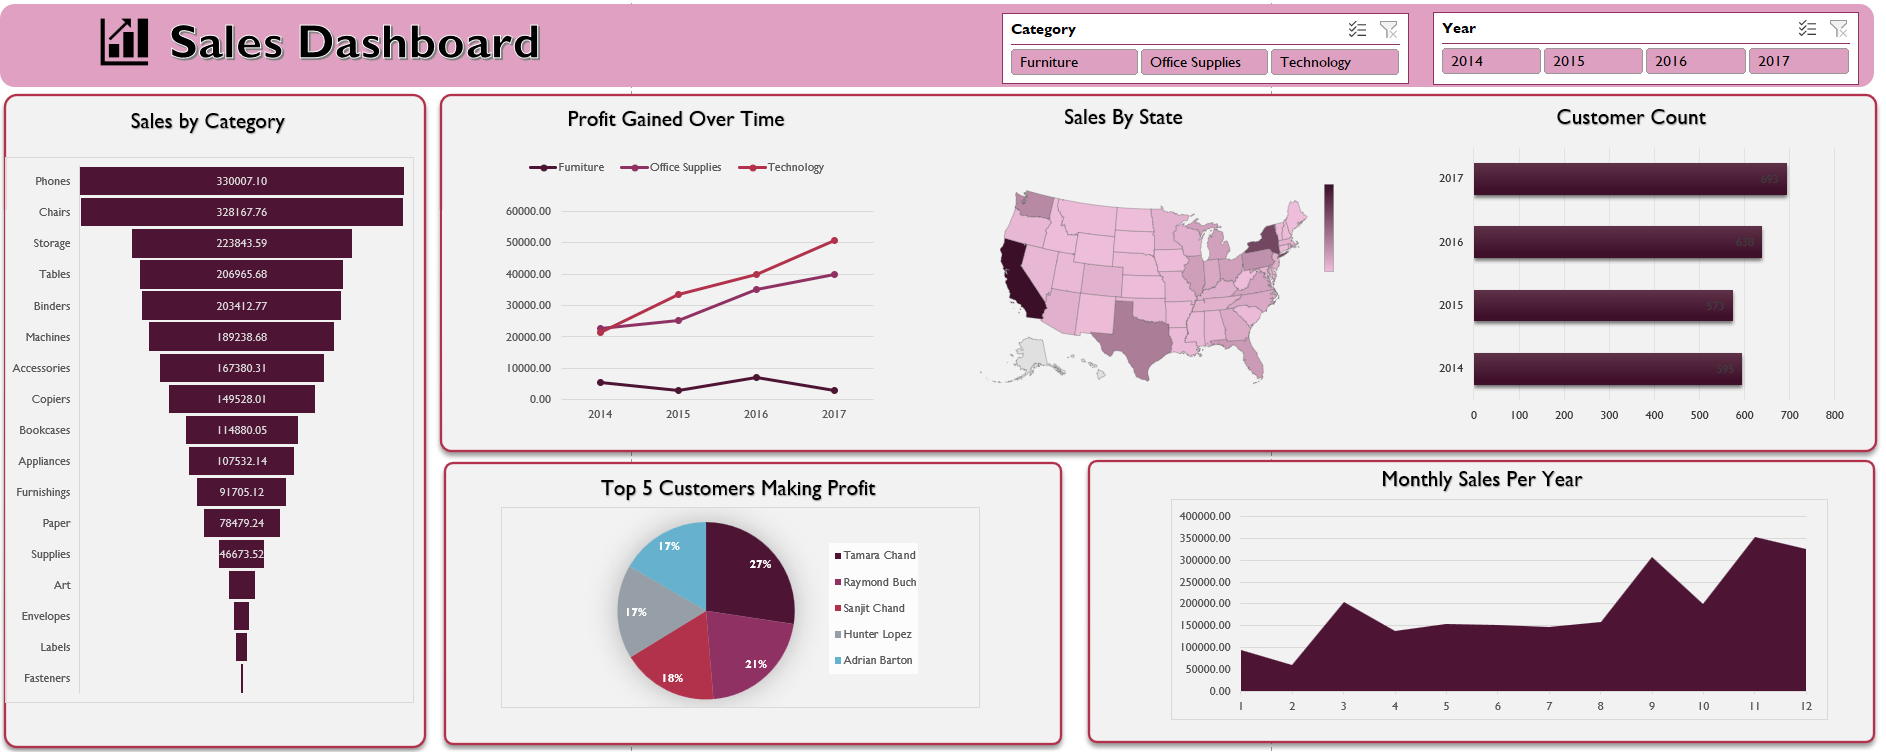 Sales Dashboard
Category
Furniture
Office Supplies
Technology
Year
2014
2015
2016
2017
Sales by Category
Phones 330007.10
Chairs 328167.76
Storage 223843.59
Tables 206965.68
Binders 203412.77
Machines 189238.68
Accessories 167380.31
Copiers 149528.01
Bookcases 114880.05
Appliances 107532.14
Furnishings 91705.12
Paper 78479.24
Supplies 46673.52
Art
Envelopes
Labels
Fasteners
Profit Gained Over Time
Furniture Office Supplies Technology
60000.00
50000.00
40000.00
30000.00
20000.00
10000.00
0.00
2014 2015 2016 2017
Sales By State
Customer Count
2017 693
2016 638
2015 573
2014 595
0 100 200 300 400 500 600 700 800
Top 5 Customers Making Profit
27%
21%
18%
17%
17%
Tamara Chand
Raymond Buch
Sanjit Chand
Hunter Lopez
Adrian Barton
Monthly Sales Per Year
400000.00
350000.00
300000.00
250000.00
200000.00
150000.00
100000.00
50000.00
0.00
1 2 3 4 5 6 7 8 9 10 11 12